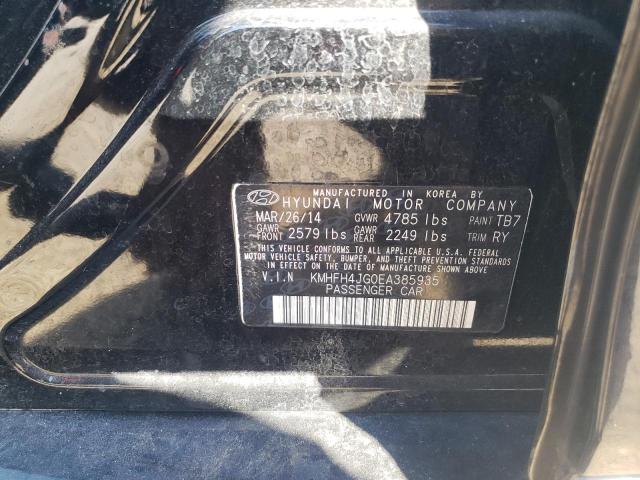 MANUFACTURED IN KOREA BY
HYUNDAI MOTOR COMPANY
MAR/26/14 GVWR 4785 lbs PAINT TB7
GAWR FRONT 2579 lbs GAWR REAR 2249 lbs TRIM RY
THIS VEHICLE CONFORMS TO ALL APPLICABLE U.S.A. FEDERAL
MOTOR VEHICLE SAFETY, BUMPER, AND THEFT PREVENTION
STANDARDS IN EFFECT ON THE DATE OF MANUFACTURE SHOWN ABOVE.
V.I.N KMHFH4JG0EA385935
PASSENGER CAR